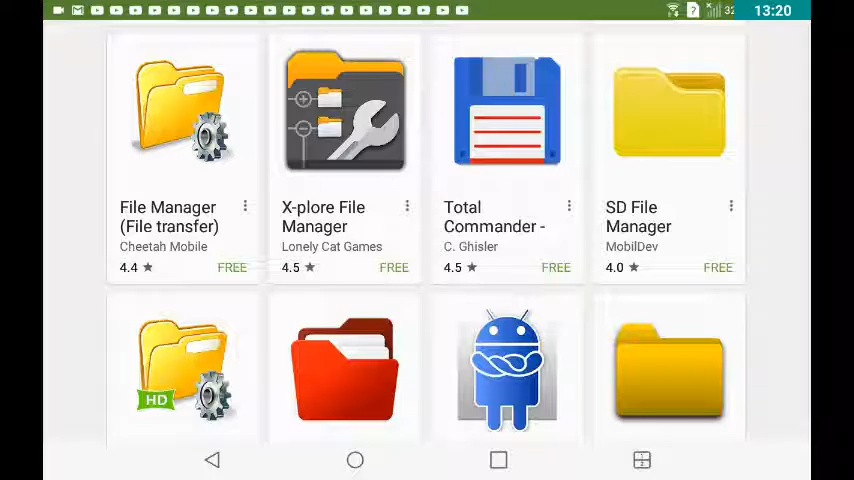 32 13:20
File Manager
(File transfer)
Cheetah Mobile
4.4 FREE
X-plore File
Manager
Lonely Cat Games
4.5 FREE
Total
Commander -
C. Ghisler
4.5 FREE
SD File
Manager
MobilDev
4.0 FREE
HD